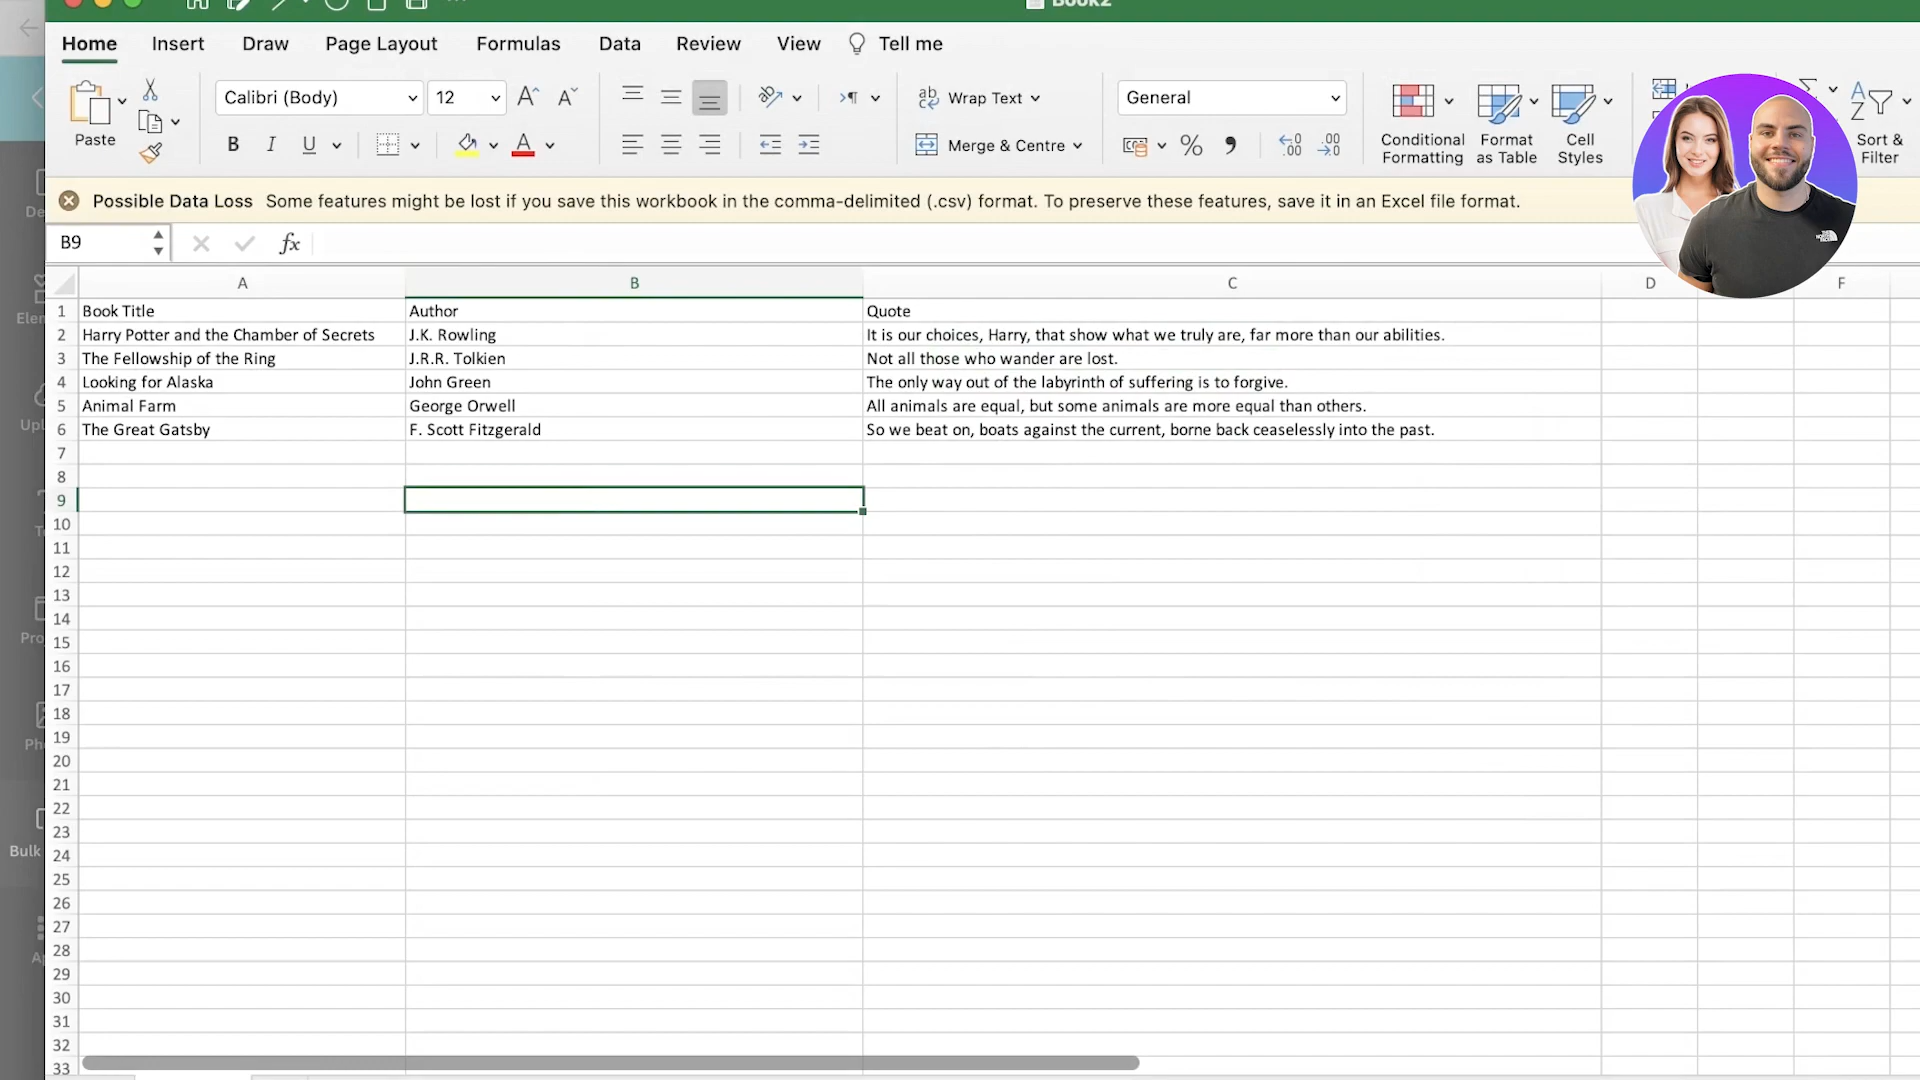 Book2
Home Insert Draw Page Layout Formulas Data Review View Tell me
Calibri (Body) 12 Wrap Text General
Paste Conditional Formatting Format as Table Cell Styles Sort & Filter
B I U A Merge & Centre
Possible Data Loss Some features might be lost if you save this workbook in the comma-delimited (.csv) format. To preserve these features, save it in an Excel file format.
B9 fx
A B C D F
1 Book Title Author Quote
2 Harry Potter and the Chamber of Secrets J.K. Rowling It is our choices, Harry, that show what we truly are, far more than our abilities.
3 The Fellowship of the Ring J.R.R. Tolkien Not all those who wander are lost.
4 Looking for Alaska John Green The only way out of the labyrinth of suffering is to forgive.
5 Animal Farm George Orwell All animals are equal, but some animals are more equal than others.
6 The Great Gatsby F. Scott Fitzgerald So we beat on, boats against the current, borne back ceaselessly into the past.
7
8
9
10
11
12
13
14
15
16
17
18
19
20
21
22
23
24
25
26
27
28
29
30
31
32
33
Bulk